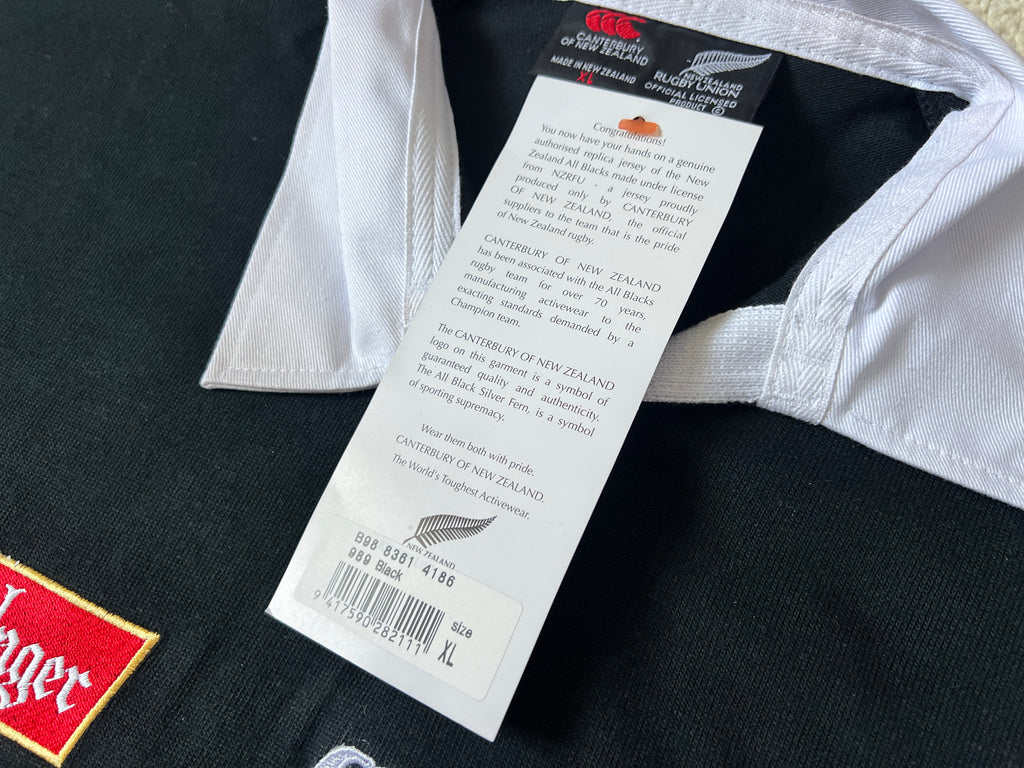 CANTERBURY
OF NEW ZEALAND
MADE IN NEW ZEALAND
XL
NEW ZEALAND
RUGBY UNION
OFFICIAL LICENSED
PRODUCT ©
Congratulations!
You now have your hands on a genuine
authorised replica jersey of the New
Zealand All Blacks made under license
from NZRFU - a jersey proudly
produced only by CANTERBURY
OF NEW ZEALAND, the official
suppliers to the team that is the pride
of New Zealand rugby.
CANTERBURY OF NEW ZEALAND
has been associated with the All Blacks
rugby team for over 70 years,
manufacturing activewear to the
exacting standards demanded by a
Champion team.
The CANTERBURY OF NEW ZEALAND
logo on this garment is a symbol of
guaranteed quality and authenticity.
The All Black Silver Fern, is a symbol
of sporting supremacy.
Wear them both with pride.
CANTERBURY OF NEW ZEALAND.
The World's Toughest Activewear.
NEW ZEALAND
B98 8361 4186
989 Black
9 417590 282111
size
XL